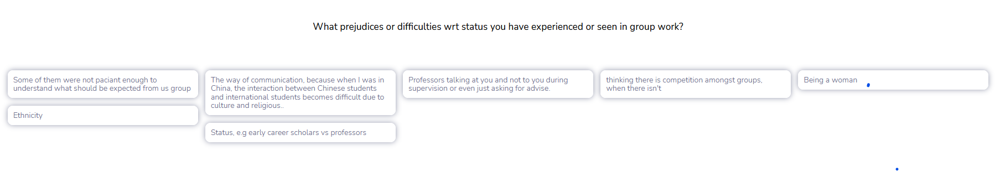 What prejudices or difficulties wrt status you have experienced or seen in group work?
Some of them were not paciant enough to
understand what should be expected from us group
Ethnicity
The way of communication, because when I was in
China, the interaction between Chinese students
and international students becomes difficult due to
culture and religious..
Status, e.g early career scholars vs professors
Professors talking at you and not to you during
supervision or even just asking for advise.
thinking there is competition amongst groups,
when there isn't
Being a woman